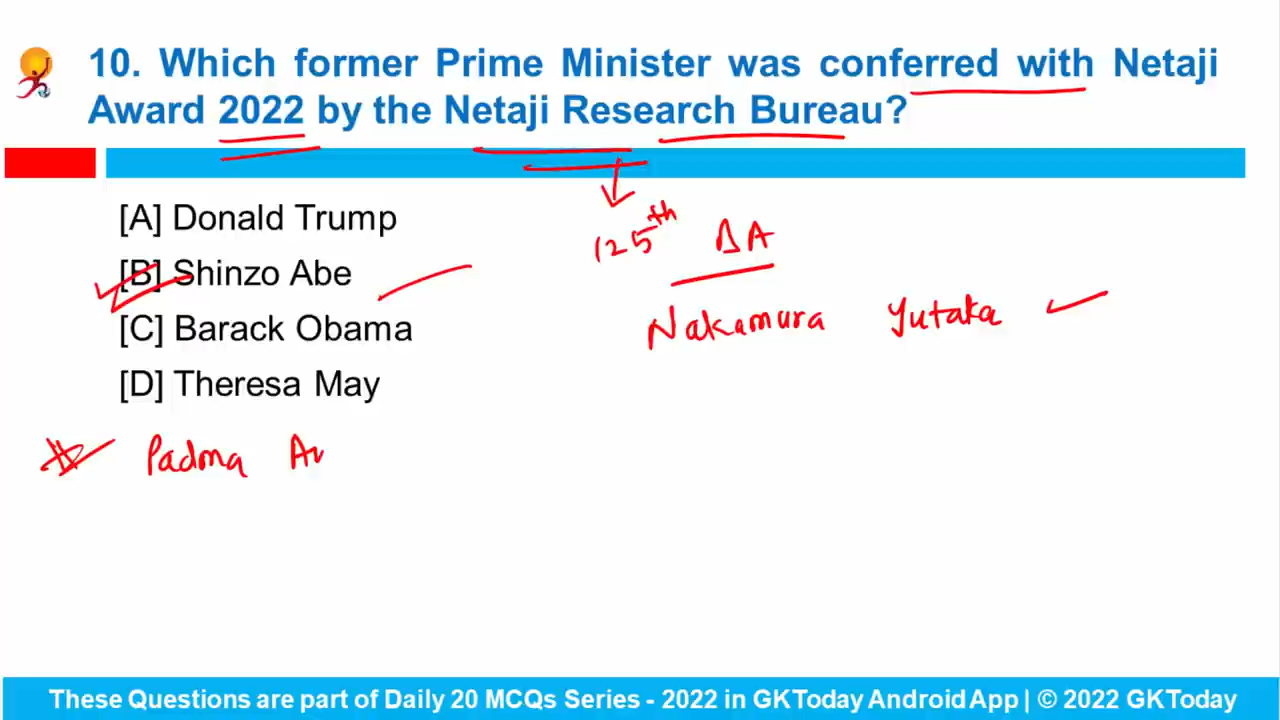 10. Which former Prime Minister was conferred with Netaji
Award 2022 by the Netaji Research Bureau?
[A] Donald Trump
125th BA
[B] Shinzo Abe
Nakamura Yutaka
[C] Barack Obama
[D] Theresa May
Padma Aw
These Questions are part of Daily 20 MCQs Series - 2022 in GKToday Android App | © 2022 GKToday